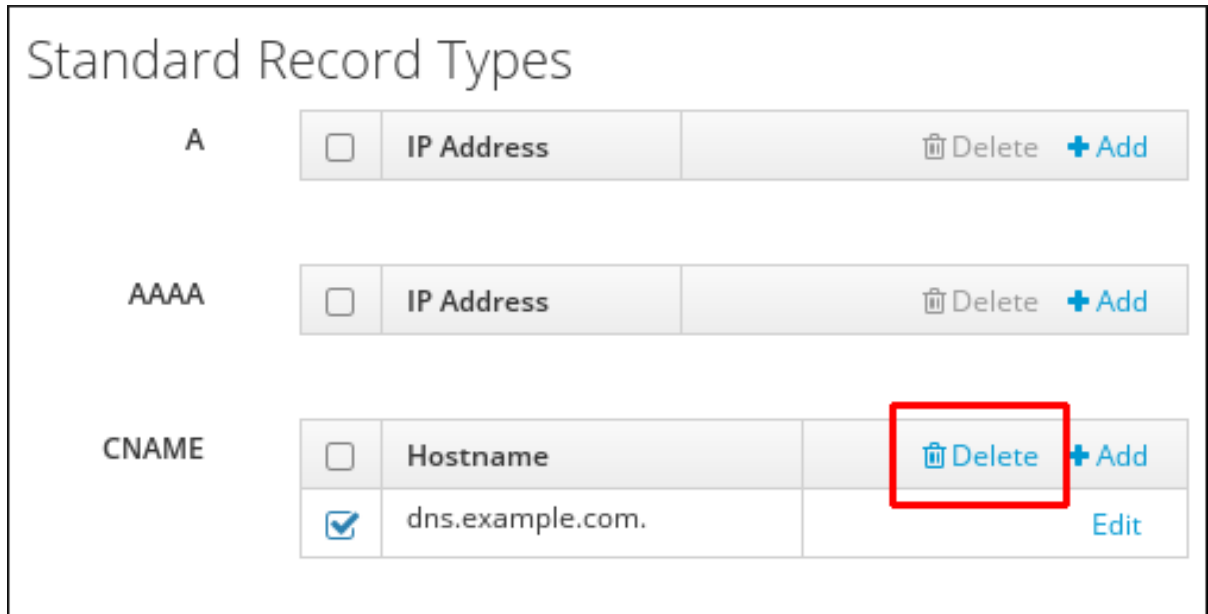 Standard Record Types
A IP Address Delete Add
AAAA IP Address Delete Add
CNAME Hostname Delete Add
dns.example.com. Edit